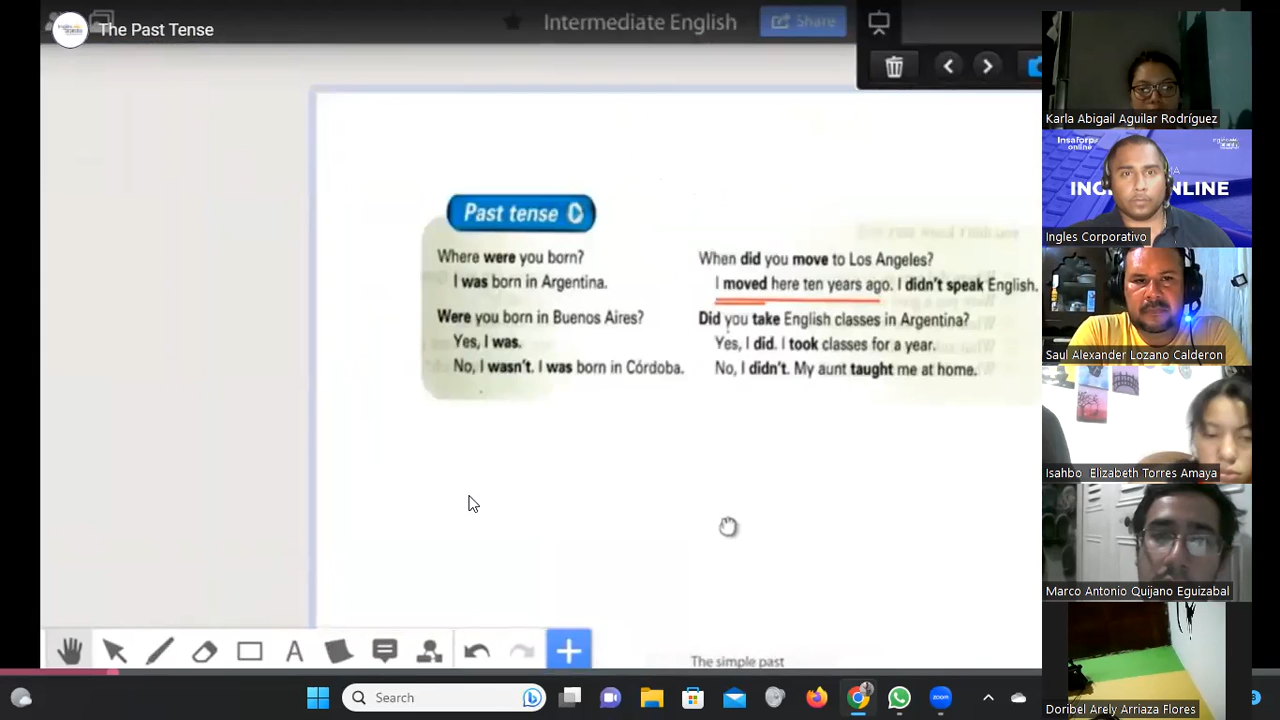 The Past Tense
Intermediate English
Share
Past tense
Where were you born?
I was born in Argentina.
Were you born in Buenos Aires?
Yes, I was.
No, I wasn't. I was born in Córdoba.
When did you move to Los Angeles?
I moved here ten years ago. I didn't speak English.
Did you take English classes in Argentina?
Yes, I did. I took classes for a year.
No, I didn't. My aunt taught me at home.
The simple past
Search
Karla Abigail Aguilar Rodríguez
Insaforp
online
INGL
NLINE
Ingles Corporativo
Saul Alexander Lozano Calderon
Isahbo Elizabeth Torres Amaya
Marco Antonio Quijano Eguizabal
Doribel Arely Arriaza Flores